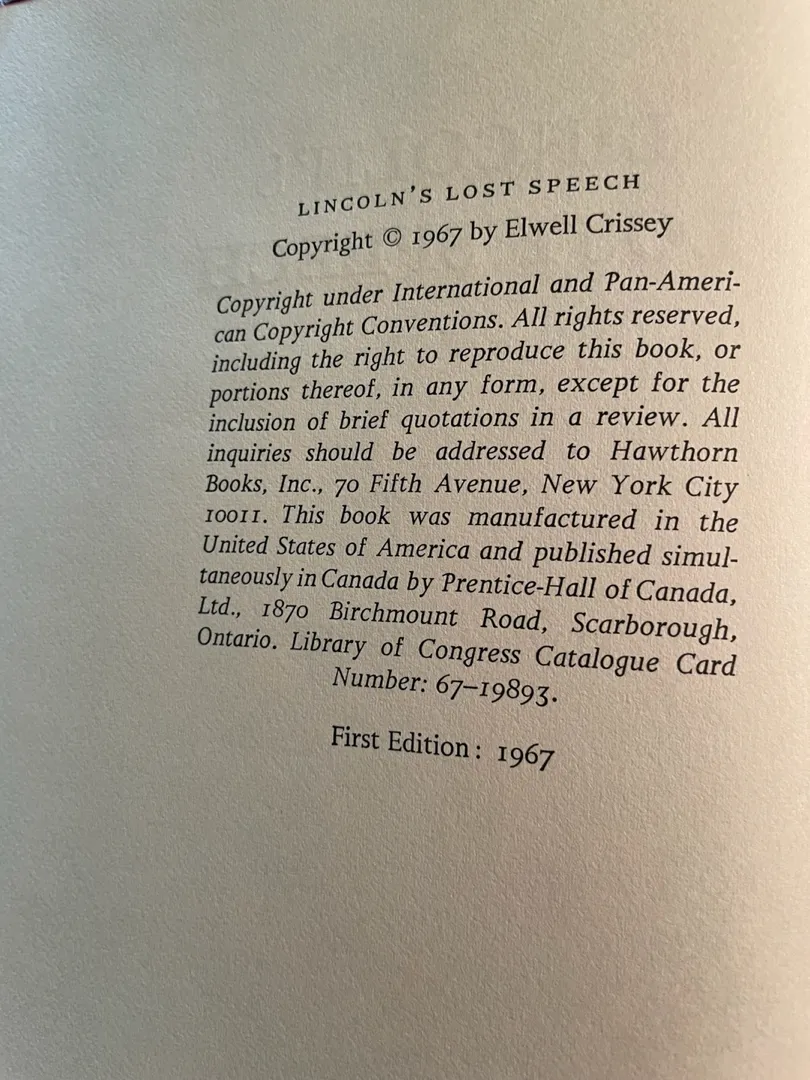 LINCOLN'S LOST SPEECH
Copyright © 1967 by Elwell Crissey
Copyright under International and Pan-Ameri-
can Copyright Conventions. All rights reserved,
including the right to reproduce this book, or
portions thereof, in any form, except for the
inclusion of brief quotations in a review. All
inquiries should be addressed to Hawthorn
Books, Inc., 70 Fifth Avenue, New York City
10011. This book was manufactured in the
United States of America and published simul-
taneously in Canada by Prentice-Hall of Canada,
Ltd., 1870 Birchmount Road, Scarborough,
Ontario. Library of Congress Catalogue Card
Number: 67–19893.
First Edition: 1967